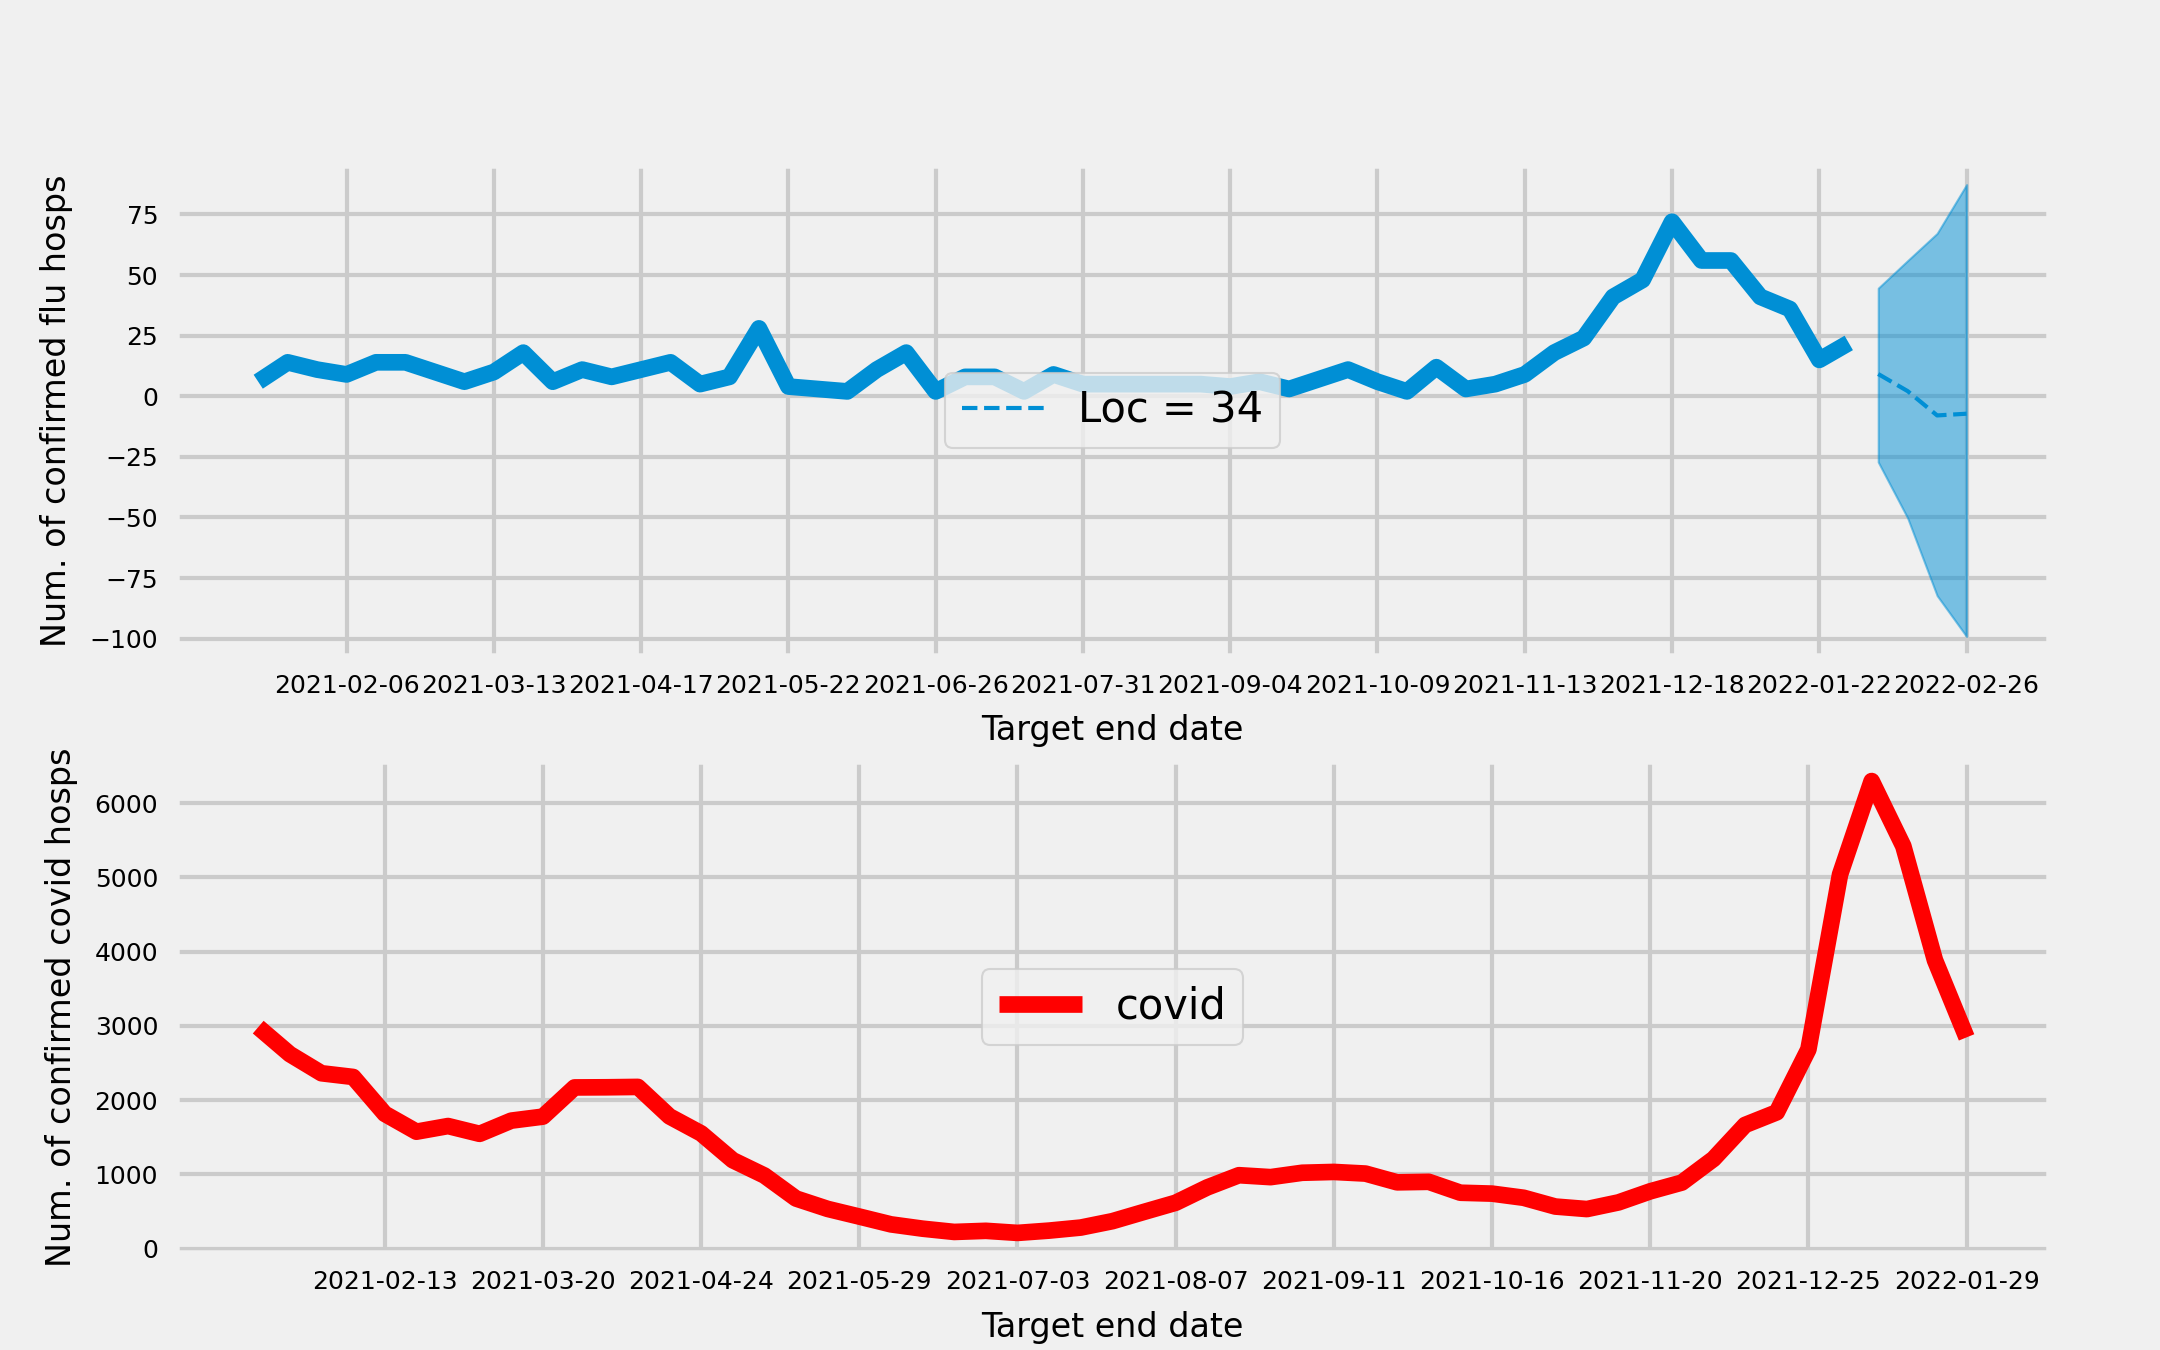 Num. of confirmed flu hosps
75
50
25
0
−25
−50
−75
−100
Loc = 34
2021-02-06 2021-03-13 2021-04-17 2021-05-22 2021-06-26 2021-07-31 2021-09-04 2021-10-09 2021-11-13 2021-12-18 2022-01-22 2022-02-26
Target end date
Num. of confirmed covid hosps
6000
5000
4000
3000
2000
1000
0
covid
2021-02-13 2021-03-20 2021-04-24 2021-05-29 2021-07-03 2021-08-07 2021-09-11 2021-10-16 2021-11-20 2021-12-25 2022-01-29
Target end date